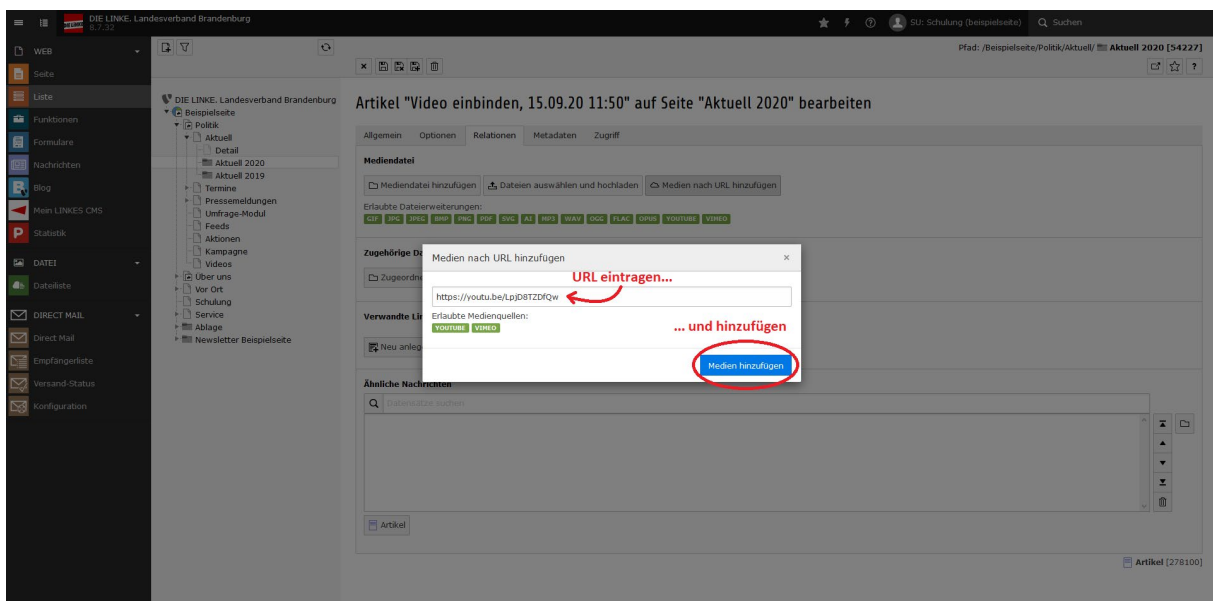 DIE LINKE. Landesverband Brandenburg
8.7.32
SU: Schulung (beispielseite)
Suchen
WEB
Seite
Liste
Funktionen
Formulare
Nachrichten
Blog
Mein LINKES CMS
Statistik
DATEI
Dateiliste
DIRECT MAIL
Direct Mail
Empfängerliste
Versand-Status
Konfiguration
DIE LINKE. Landesverband Brandenburg
Beispielseite
Politik
Aktuell
Detail
Aktuell 2020
Aktuell 2019
Termine
Pressemeldungen
Umfrage-Modul
Feeds
Aktionen
Kampagne
Videos
Über uns
Vor Ort
Schulung
Service
Ablage
Newsletter Beispielseite
Pfad: /Beispielseite/Politik/Aktuell/ Aktuell 2020 [54227]
Artikel "Video einbinden, 15.09.20 11:50" auf Seite "Aktuell 2020" bearbeiten
Allgemein Optionen Relationen Metadaten Zugriff
Mediendatei
Mediendatei hinzufügen Dateien auswählen und hochladen Medien nach URL hinzufügen
Erlaubte Dateierweiterungen:
GIF JPG JPEG BMP PNG PDF SVG AI MP3 WAV OGG FLAC OPUS YOUTUBE VIMEO
Zugehörige Da
Zugeordn
Verwandte Lin
Neu anleg
Medien nach URL hinzufügen ×
URL eintragen...
https://youtu.be/LpjD8TZDfQw
Erlaubte Medienquellen:
YOUTUBE VIMEO
... und hinzufügen
Medien hinzufügen
Ähnliche Nachrichten
Datensätze suchen
Artikel
Artikel [278100]